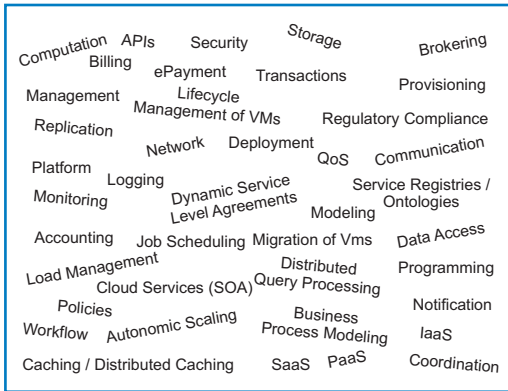 Computation
APIs
Security
Storage
Brokering
Billing
ePayment
Transactions
Provisioning
Management
Lifecycle
Management of VMs
Regulatory Compliance
Replication
Network
Deployment
QoS
Communication
Platform
Logging
Dynamic Service
Level Agreements
Service Registries /
Ontologies
Monitoring
Modeling
Accounting
Job Scheduling
Migration of Vms
Data Access
Load Management
Distributed
Query Processing
Programming
Cloud Services (SOA)
Policies
Notification
Workflow
Autonomic Scaling
Business
Process Modeling
IaaS
Caching / Distributed Caching
SaaS
PaaS
Coordination